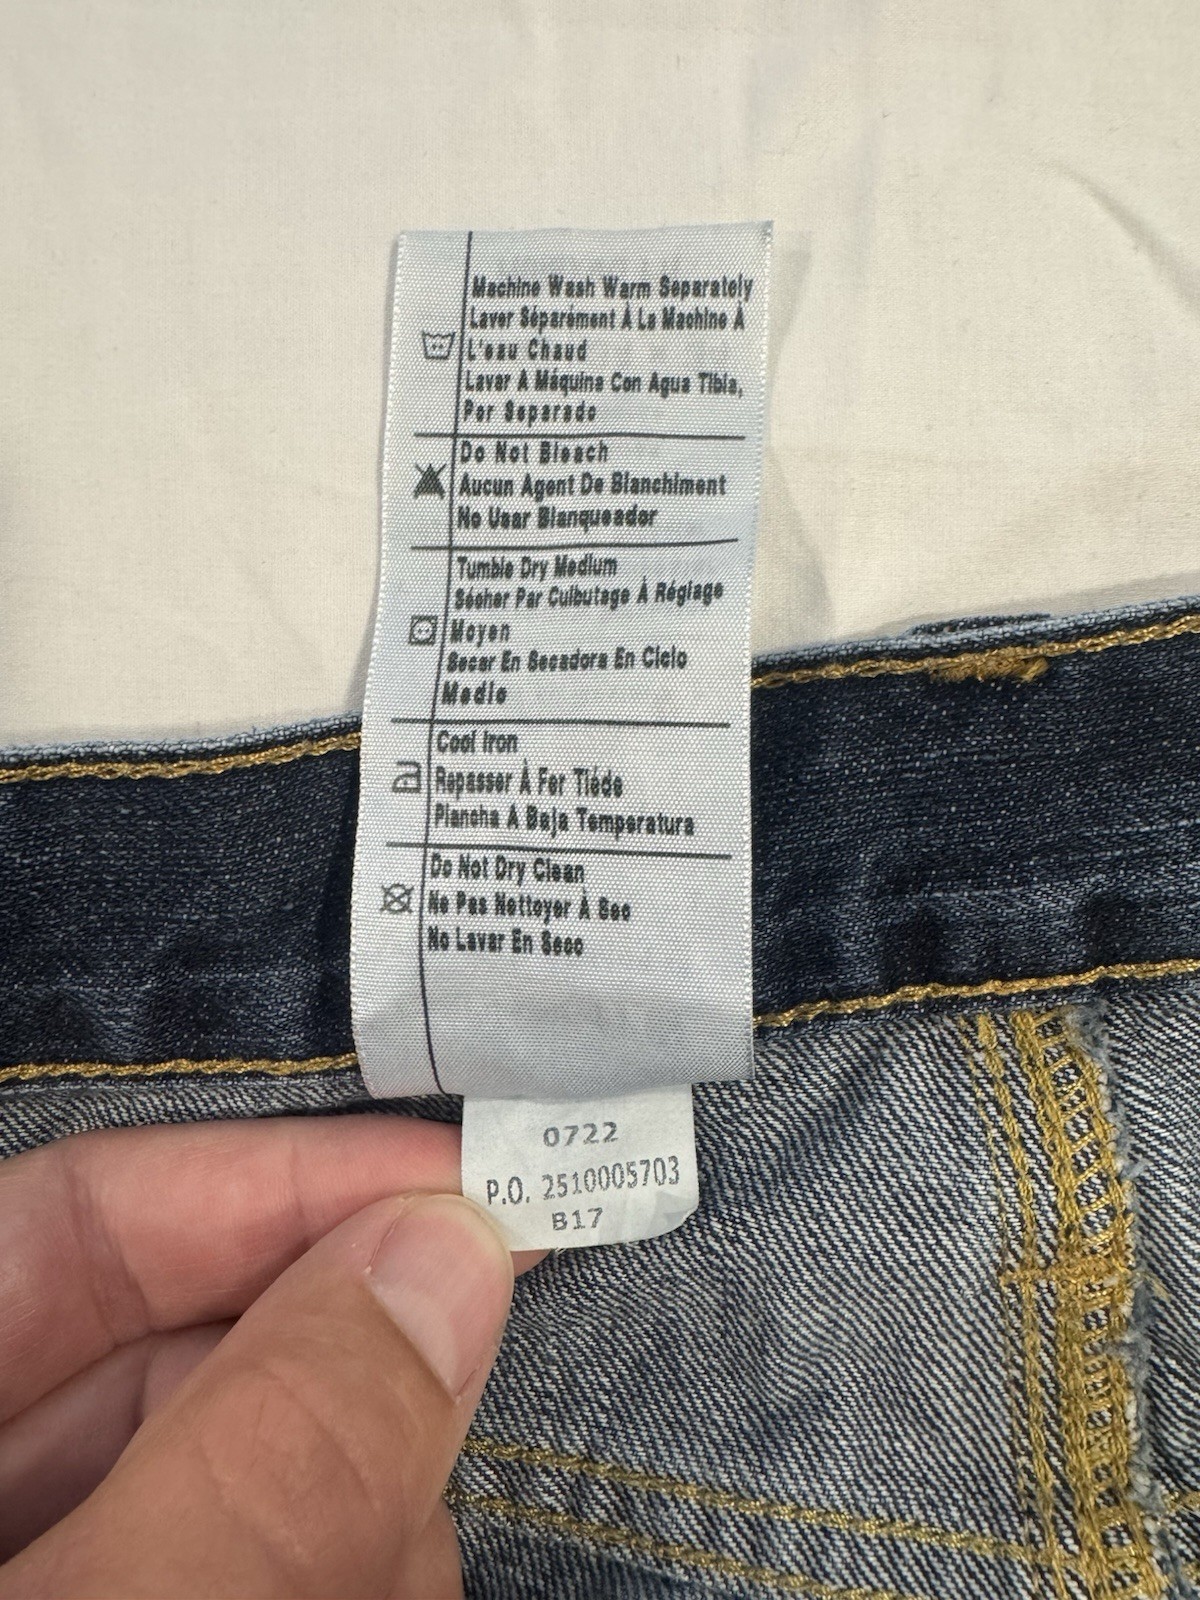 Machine Wash Warm Separately
Laver Séparément À La Machine À
L'eau Chaud
Lavar A Máquina Con Agua Tibia,
Por Separado
Do Not Bleach
Aucun Agent De Blanchiment
No Usar Blanqueador
Tumble Dry Medium
Sécher Par Culbutage À Réglage
Moyen
Secar En Secadora En Ciclo
Medio
Cool Iron
Repasser À Fer Tiéde
Plancha A Baja Temperatura
Do Not Dry Clean
Ne Pas Nettoyer À Sec
No Lavar En Seco
0722
P.O. 2510005703
B17